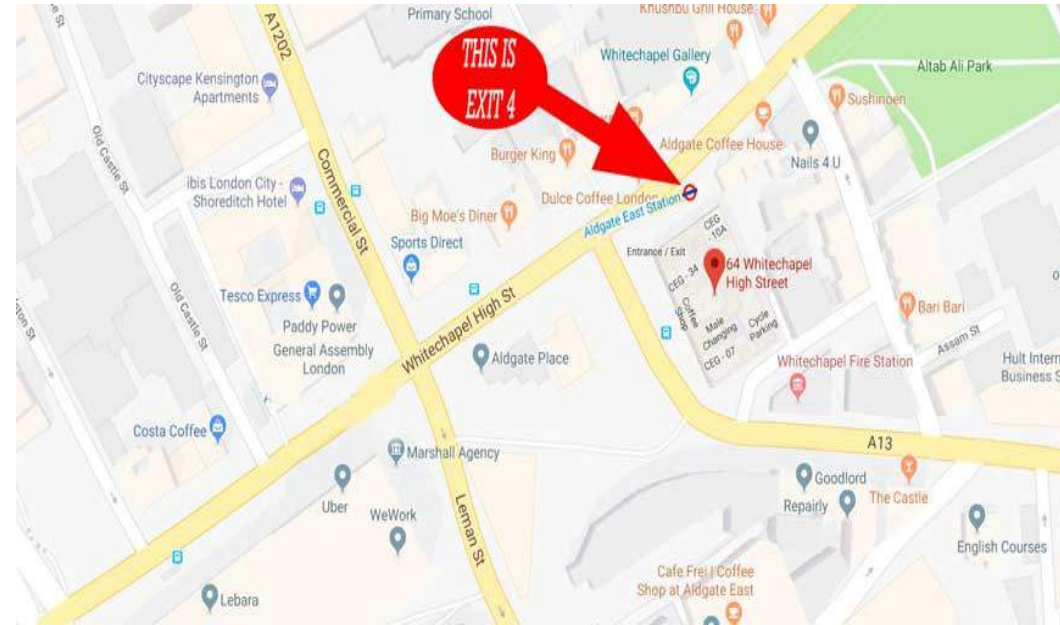 Primary School
Khushbu Grill House
A1202
THIS IS
EXIT 4
Whitechapel Gallery
Altab Ali Park
Cityscape Kensington
Apartments
Sushinoen
Old Castle St
Aldgate Coffee House
Burger King
Nails 4 U
Commercial St
ibis London City -
Shoreditch Hotel
Dulce Coffee London
Big Moe's Diner
Aldgate East Station
CEG
- 10A
Sports Direct
Entrance / Exit
64 Whitechapel
High Street
CEG - 3A
Tesco Express
Old Castle St
Coffee
Shop
Male
Changing
Cycle
Parking
Bari Bari
Paddy Power
Whitechapel High St
General Assembly
London
Aldgate Place
CEG - 07
Whitechapel Fire Station
Assam St
Hult Intern
Business S
Costa Coffee
A13
Marshall Agency
Goodlord
Uber
Leman St
Repairly
The Castle
WeWork
English Courses
Cafe Frei | Coffee
Shop at Aldgate East
Lebara